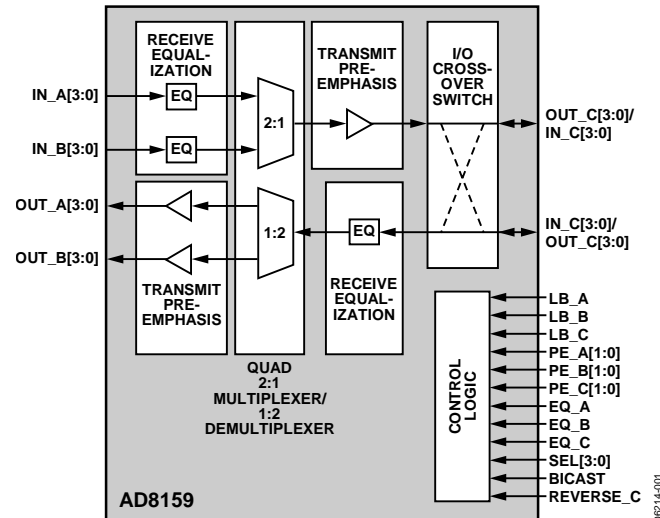 RECEIVE
EQUAL-
IZATION
TRANSMIT
PRE-
EMPHASIS
I/O
CROSS-
OVER
SWITCH
IN_A[3:0]
EQ
2:1
OUT_C[3:0]/
IN_C[3:0]
IN_B[3:0]
EQ
OUT_A[3:0]
1:2
EQ
IN_C[3:0]/
OUT_C[3:0]
OUT_B[3:0]
TRANSMIT
PRE-
EMPHASIS
RECEIVE
EQUAL-
IZATION
QUAD
2:1
MULTIPLEXER/
1:2
DEMULTIPLEXER
CONTROL
LOGIC
LB_A
LB_B
LB_C
PE_A[1:0]
PE_B[1:0]
PE_C[1:0]
EQ_A
EQ_B
EQ_C
SEL[3:0]
BICAST
REVERSE_C
AD8159
06214-001